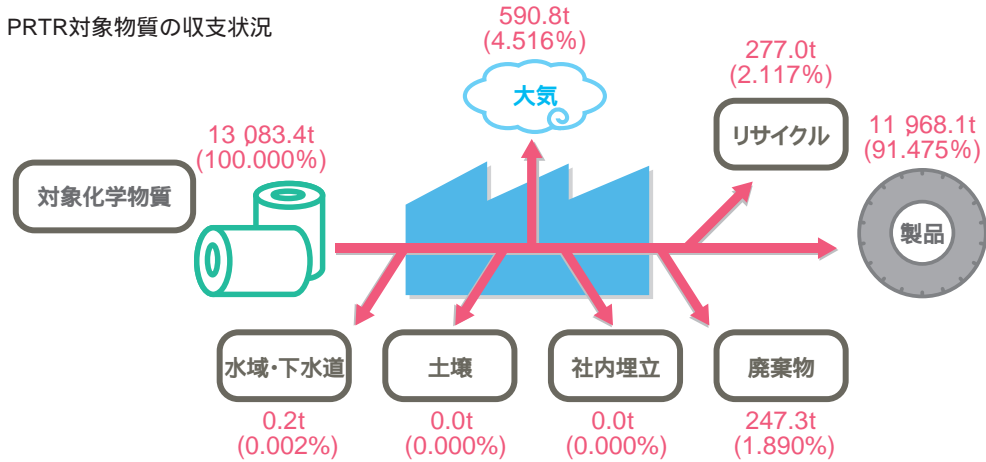 PRTR対象物質の収支状況
590.8t
(4.516%)
大気
277.0t
(2.117%)
リサイクル
11,968.1t
(91.475%)
製品
13,083.4t
(100.000%)
対象化学物質
水域・下水道
0.2t
(0.002%)
土壌
0.0t
(0.000%)
社内埋立
0.0t
(0.000%)
廃棄物
247.3t
(1.890%)